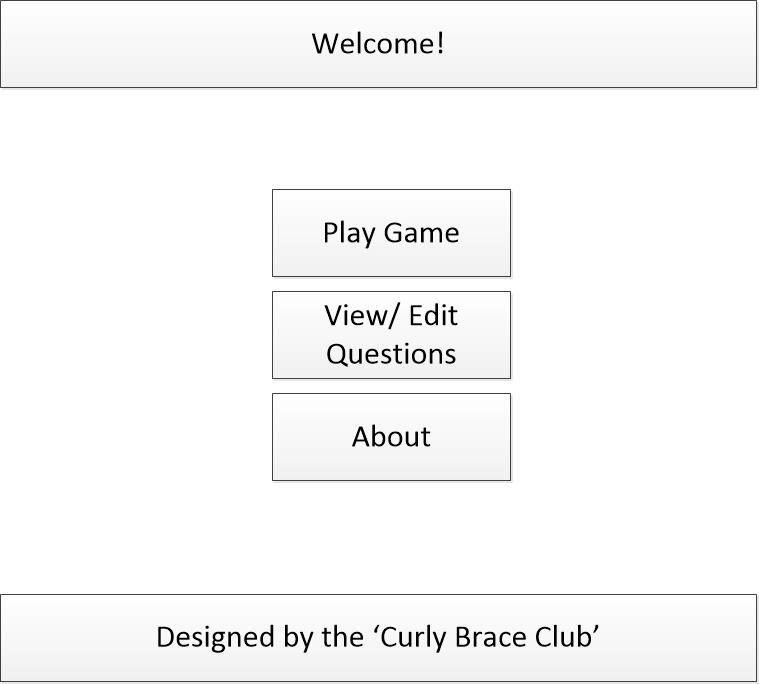 Welcome!
Play Game
View/ Edit
Questions
About
Designed by the ‘Curly Brace Club’